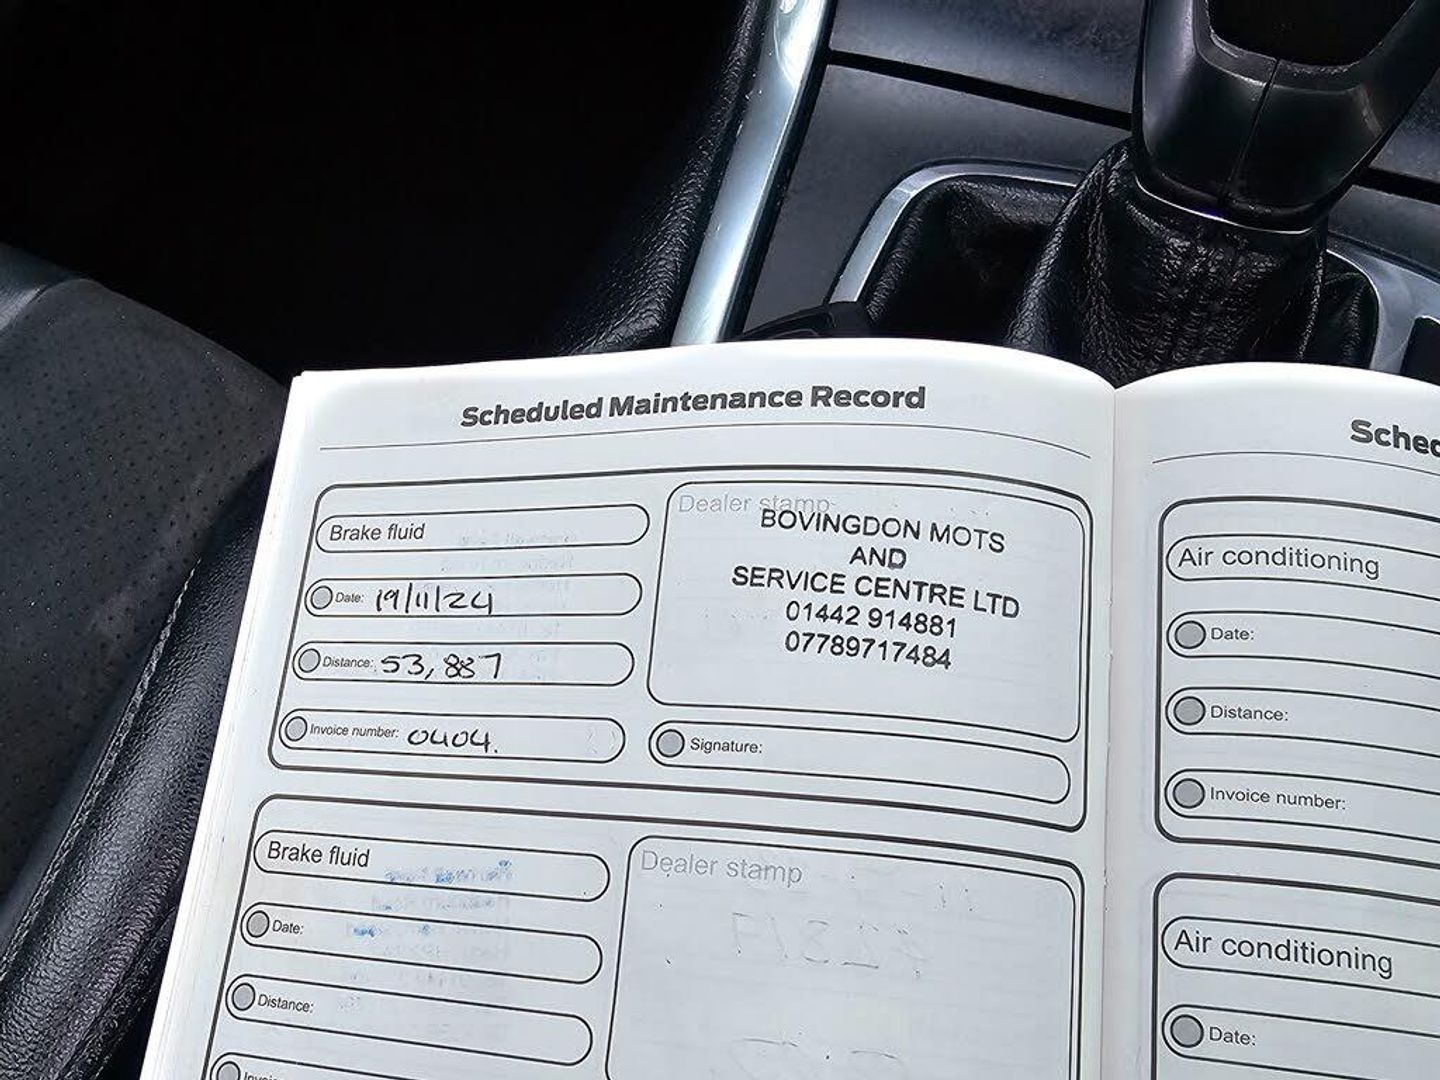 Scheduled Maintenance Record
Brake fluid
Date: 19/11/24
Distance: 53,887
Invoice number: 0404.
Dealer stamp
BOVINGDON MOTS
AND
SERVICE CENTRE LTD
01442 914881
07789717484
Signature:
Brake fluid
Date:
Distance:
Dealer stamp
Air conditioning
Date:
Distance:
Invoice number:
Air conditioning
Date: